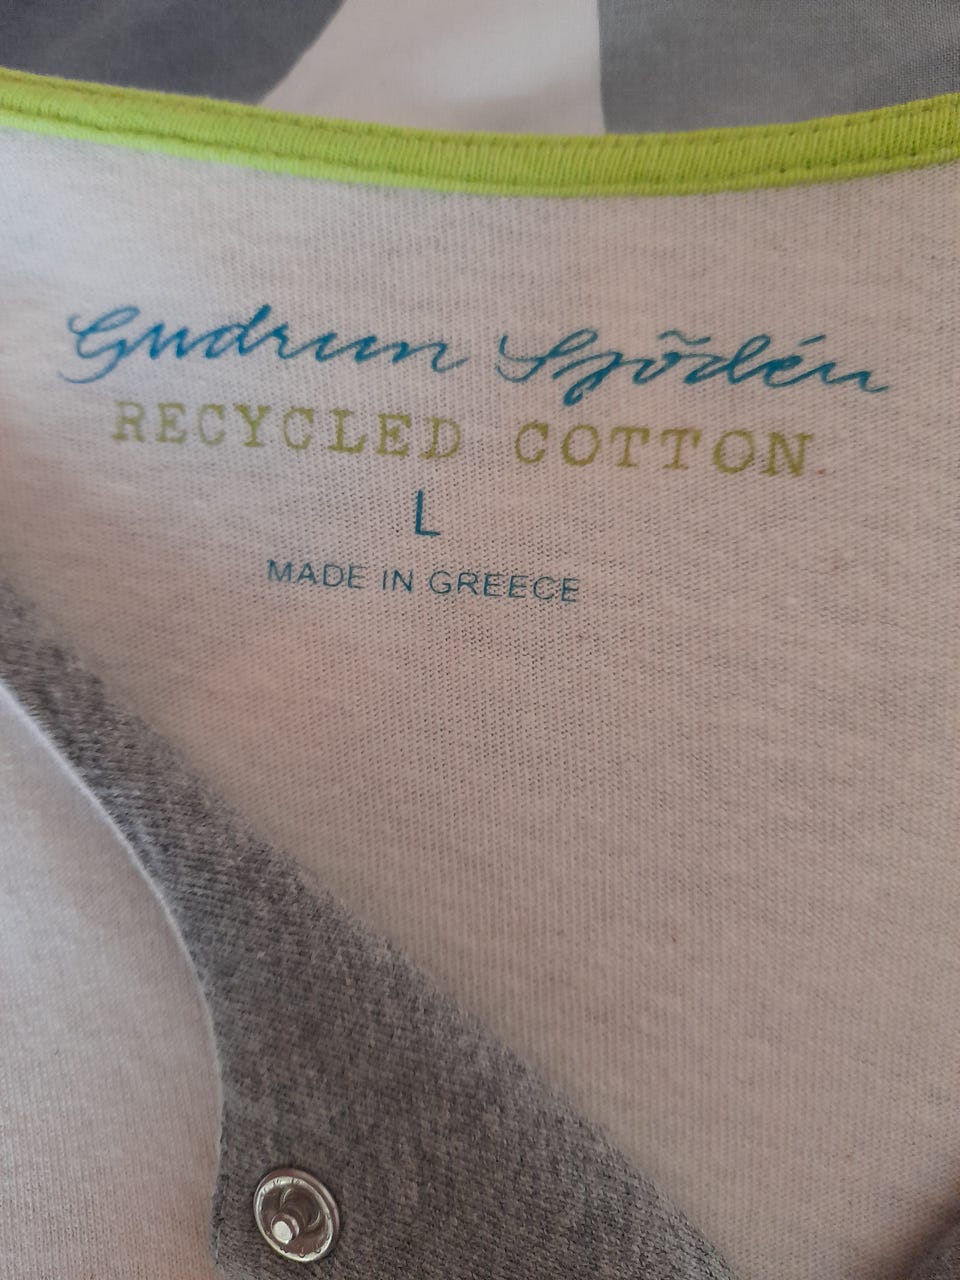 Gudrun Sjödén
RECYCLED COTTON
L
MADE IN GREECE